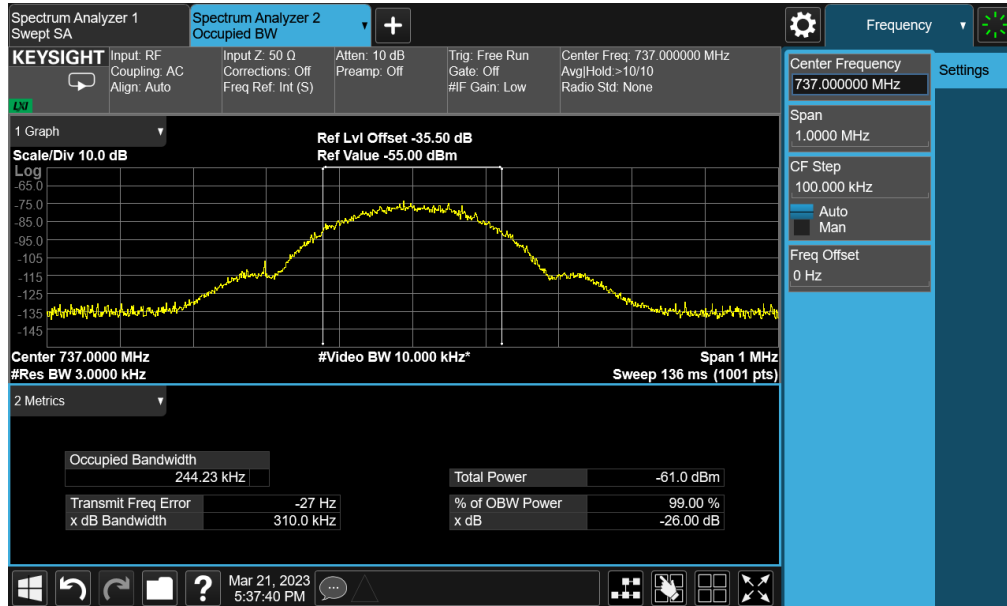 Spectrum Analyzer 1
Swept SA
Spectrum Analyzer 2
Occupied BW
Frequency
KEYSIGHT
LXI
Input: RF
Coupling: AC
Align: Auto
Input Z: 50 Ω
Corrections: Off
Freq Ref: Int (S)
Atten: 10 dB
Preamp: Off
Trig: Free Run
Gate: Off
#IF Gain: Low
Center Freq: 737.000000 MHz
Avg|Hold:>10/10
Radio Std: None
Center Frequency
737.000000 MHz
Settings
Span
1.0000 MHz
CF Step
100.000 kHz
Auto
Man
Freq Offset
0 Hz
1 Graph
Scale/Div 10.0 dB
Ref Lvl Offset -35.50 dB
Ref Value -55.00 dBm
Log
-65.0
-75.0
-85.0
-95.0
-105
-115
-125
-135
-145
Center 737.0000 MHz
#Video BW 10.000 kHz*
Span 1 MHz
#Res BW 3.0000 kHz
Sweep 136 ms (1001 pts)
2 Metrics
Occupied Bandwidth
244.23 kHz
Total Power -61.0 dBm
Transmit Freq Error -27 Hz
% of OBW Power 99.00 %
x dB Bandwidth 310.0 kHz
x dB -26.00 dB
?
Mar 21, 2023
5:37:40 PM